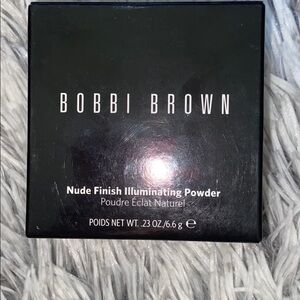 BOBBI BROWN
Nude Finish Illuminating Powder
Poudre Éclat Naturel
POIDS NET WT. .23 OZ./6.6 g ℮